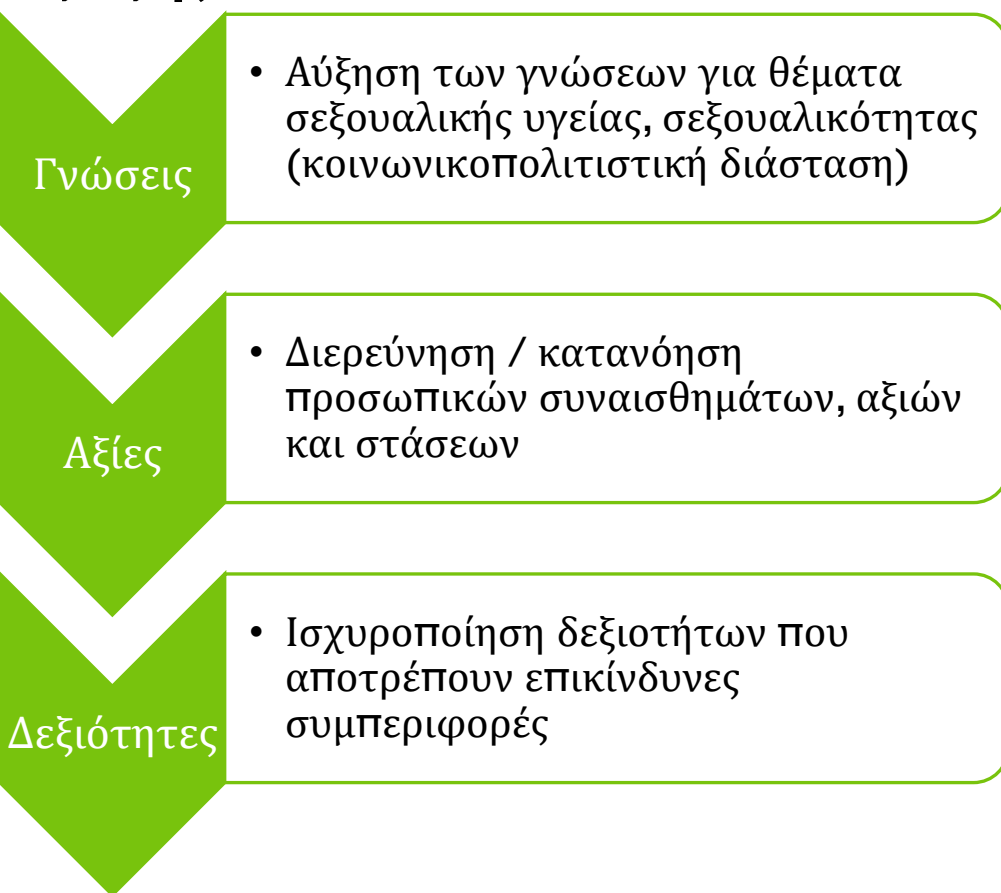 Γνώσεις
• Αύξηση των γνώσεων για θέματα
σεξουαλικής υγείας, σεξουαλικότητας
(κοινωνικοπολιτιστική διάσταση)
Αξίες
• Διερεύνηση / κατανόηση
προσωπικών συναισθημάτων, αξιών
και στάσεων
Δεξιότητες
• Ισχυροποίηση δεξιοτήτων που
αποτρέπουν επικίνδυνες
συμπεριφορές